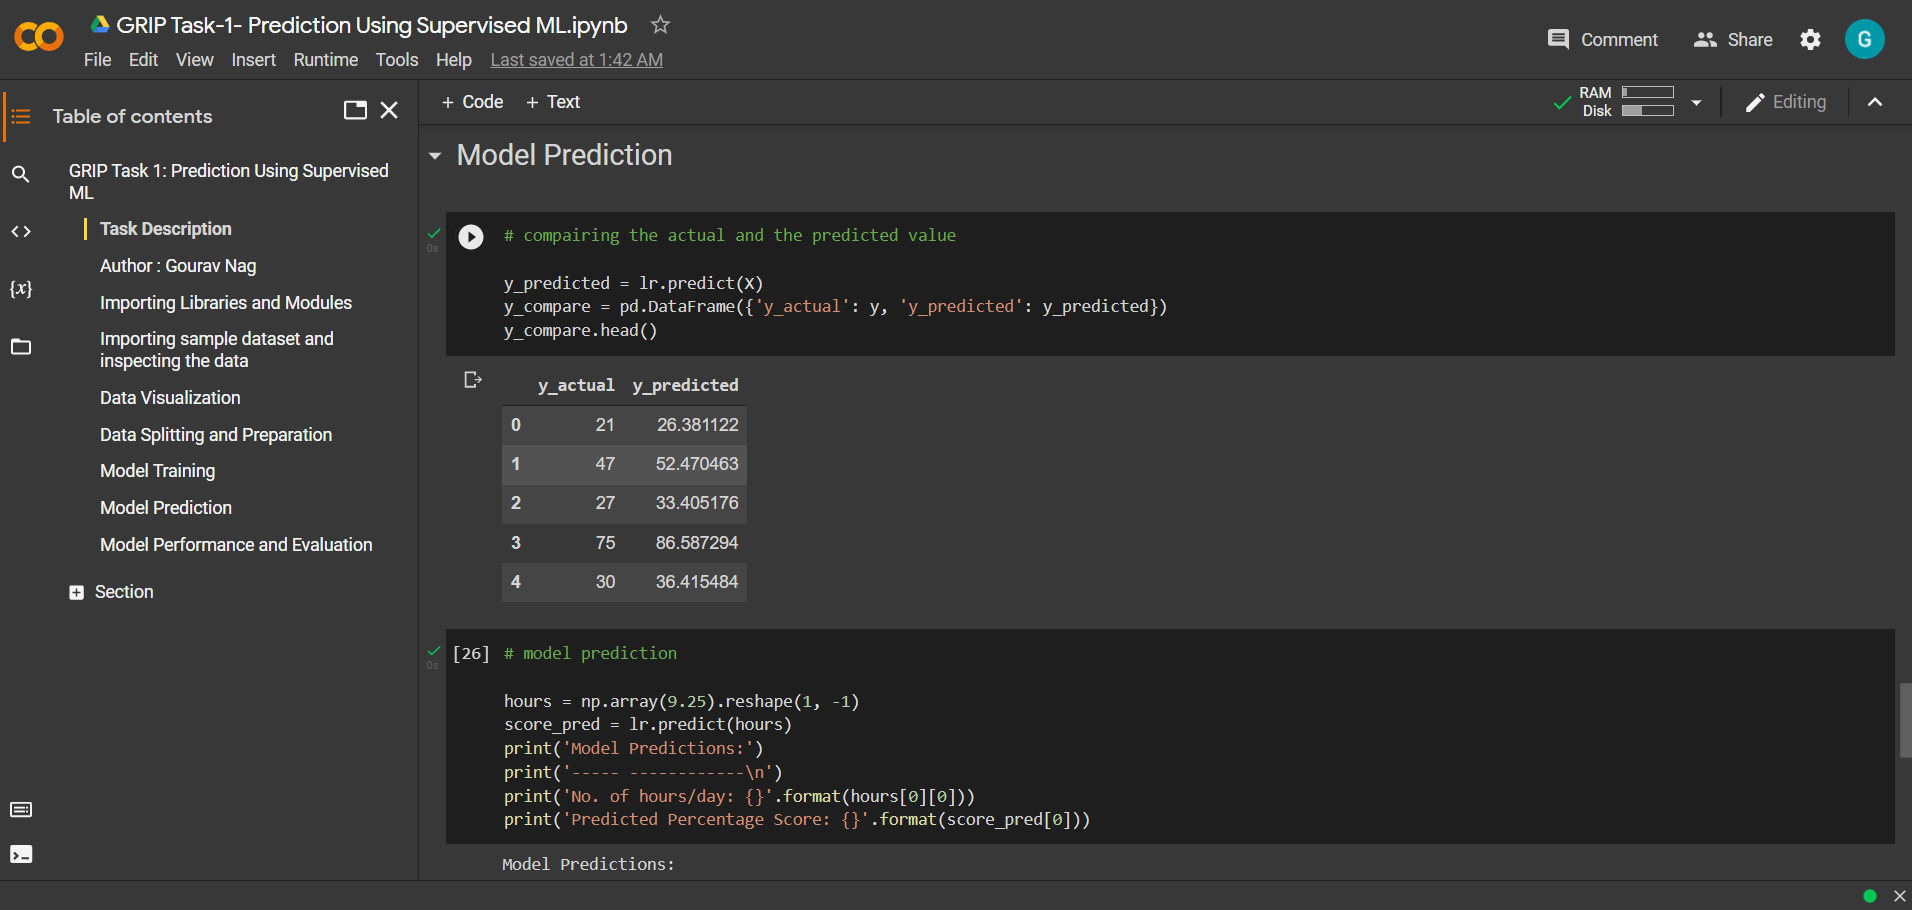 GRIP Task-1- Prediction Using Supervised ML.ipynb
File Edit View Insert Runtime Tools Help Last saved at 1:42 AM
Comment Share G
Table of contents
GRIP Task 1: Prediction Using Supervised
ML
Task Description
Author : Gourav Nag
Importing Libraries and Modules
Importing sample dataset and
inspecting the data
Data Visualization
Data Splitting and Preparation
Model Training
Model Prediction
Model Performance and Evaluation
Section
+ Code + Text
RAM
Disk
Editing
Model Prediction
0s
# compairing the actual and the predicted value
y_predicted = lr.predict(X)
y_compare = pd.DataFrame({'y_actual': y, 'y_predicted': y_predicted})
y_compare.head()
y_actual y_predicted
0 21 26.381122
1 47 52.470463
2 27 33.405176
3 75 86.587294
4 30 36.415484
0s
[26] # model prediction
hours = np.array(9.25).reshape(1, -1)
score_pred = lr.predict(hours)
print('Model Predictions:')
print('----- ------------\n')
print('No. of hours/day: {}'.format(hours[0][0]))
print('Predicted Percentage Score: {}'.format(score_pred[0]))
Model Predictions: